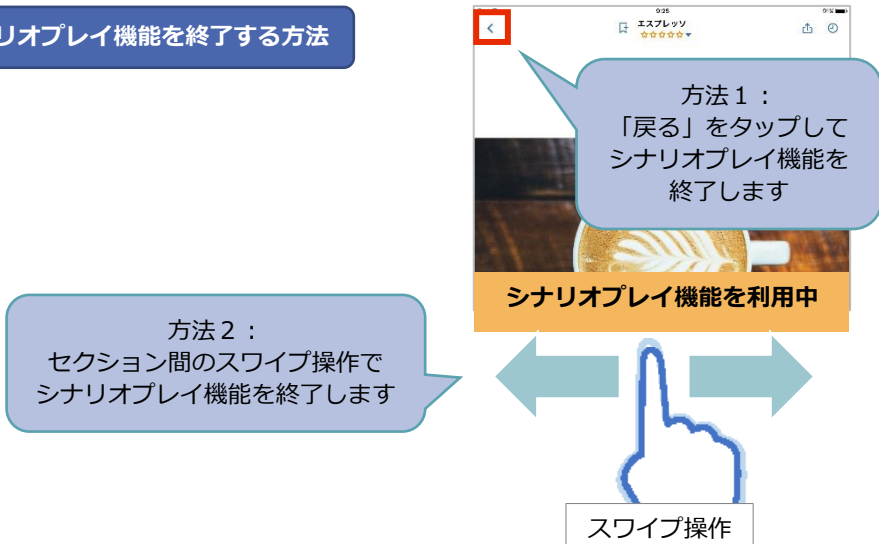 リオプレイ機能を終了する方法
9:25
エスプレッソ
☆☆☆☆☆▼
方法１：
「戻る」をタップして
シナリオプレイ機能を
終了します
シナリオプレイ機能を利用中
方法２：
セクション間のスワイプ操作で
シナリオプレイ機能を終了します
スワイプ操作